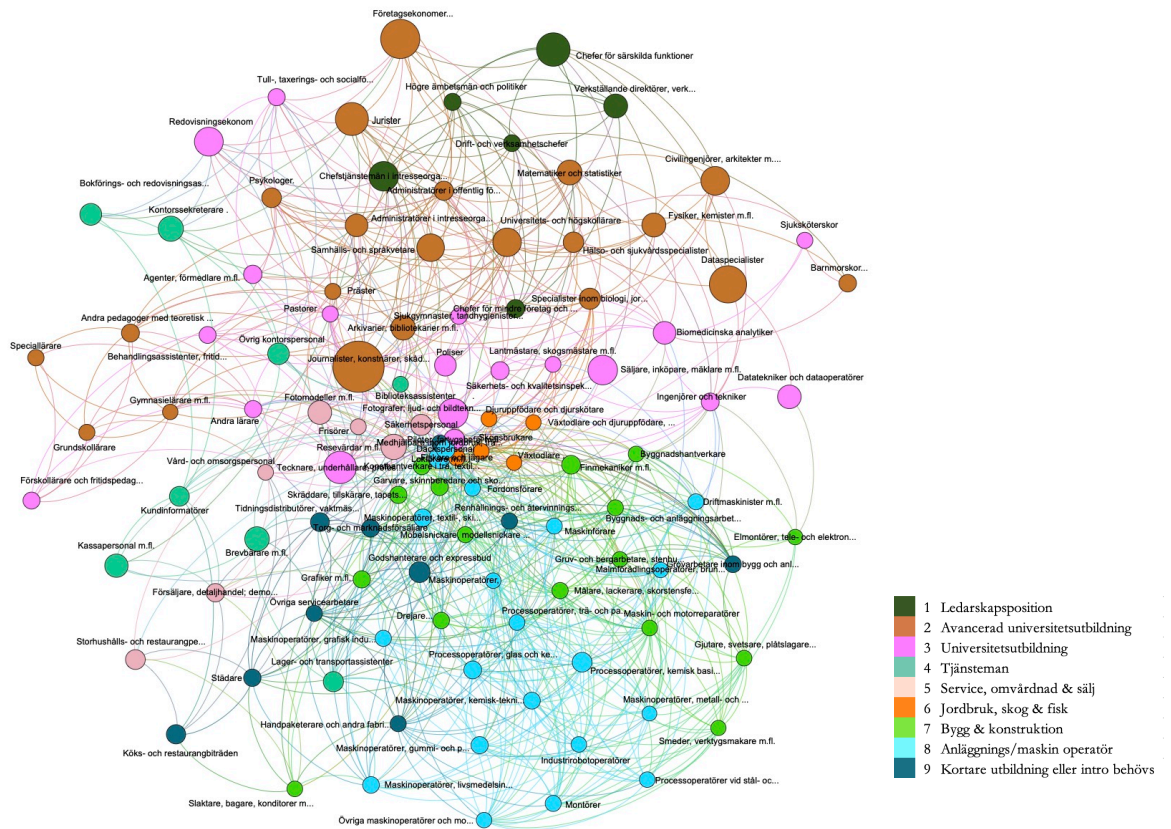 Företagsekonomer...
Chefer för särskilda funktioner
Tull-, taxerings- och socialfö...
Högre ämbetsmän och politiker
Verkställande direktörer, verk...
Redovisningsekonom
Jurister
Drift- och verksamhetschefer
Civilingenjörer, arkitekter m....
Matematiker och statistiker
Bokförings- och redovisningsas...
Psykologer.
Chefstjänstemän i intresseorga...
Administratörer i offentlig fö...
Kontorssekreterare .
Administratörer i intresseorga...
Universitets- och högskollärare
Fysiker, kemister m.fl.
Sjuksköterskor
Samhälls- och språkvetare
Hälso- och sjukvårdsspecialister
Dataspecialister
Barnmorskor...
Agenter, förmedlare m.fl.
Präster
Specialister inom biologi, jor...
Pastorer
Chefer för mindre företag och ...
Sjukgymnaster, tandhygienister...
Andra pedagoger med teoretisk ...
Arkivarier, bibliotekarier m.fl.
Biomedicinska analytiker
Övrig kontorspersonal
Speciallärare
Behandlingsassistenter, fritid...
Journalister, konstnärer, skåd...
Poliser
Lantmästare, skogsmästare m.fl.
Säljare, inköpare, mäklare m.fl.
Datatekniker och dataoperatörer
Säkerhets- och kvalitetsinspek...
Biblioteksassistenter
Gymnasielärare m.fl.
Fotomodeller m.fl.
Fotografer; ljud- och bildtekn...
Djuruppfödare och djurskötare
Ingenjörer och tekniker
Andra lärare
Frisörer
Säkerhetspersonal
Växtodlare och djuruppfödare, ...
Grundskollärare
Skogsbrukare
Resevärdar m.fl.
Däckspersonal
Byggnadshantverkare
Vård- och omsorgspersonal
Tecknare, underhållare,
Växtodlare
Finmekaniker m.fl.
Förskollärare och fritidspedag...
Konsthantverkare i trä, textil...
Garvare, skinnberedare och sko...
Fordonsförare
Skräddare, tillskärare, tapets...
Driftmaskinister m.fl.
Kundinformatörer
Tidningsdistributörer, vaktmäs...
Renhållnings- och återvinnings...
Maskinoperatörer, textil-, ski...
Byggnads- och anläggningsarbet...
Torg- och marknadsförsäljare
Maskinförare
Möbelsnickare, modellsnickare ...
Elmontörer, tele- och elektron...
Kassapersonal m.fl.
Brevbärare m.fl.
Godshanterare och expressbud
Gruv- och bergarbetare, stenhu...
Grovarbetare inom bygg och anl...
Malmförädlingsoperatörer, brun...
Grafiker m.fl.
Maskinoperatörer,
Försäljare, detaljhandel; demo...
Målare, lackerare, skorstensfe...
Övriga servicearbetare
Drejare...
Processoperatörer, trä- och pa...
Maskin- och motorreparatörer
Storhushålls- och restaurangpe...
Maskinoperatörer, grafisk indu...
Gjutare, svetsare, plåtslagare...
Lager- och transportassistenter
Processoperatörer, glas och ke...
Städare
Processoperatörer, kemisk basi...
Maskinoperatörer, kemisk-tekni...
Maskinoperatörer, metall- och ...
Handpaketerare och andra fabri...
Smeder, verktygsmakare m.fl.
Köks- och restaurangbiträden
Maskinoperatörer, gummi- och p...
Industrirobotoperatörer
Maskinoperatörer, livsmedelsin...
Processoperatörer vid stål- oc...
Slaktare, bagare, konditorer m...
Montörer
Övriga maskinoperatörer och mo...
1 Ledarskapsposition
2 Avancerad universitetsutbildning
3 Universitetsutbildning
4 Tjänsteman
5 Service, omvårdnad & sälj
6 Jordbruk, skog & fisk
7 Bygg & konstruktion
8 Anläggnings/maskin operatör
9 Kortare utbildning eller intro behövs